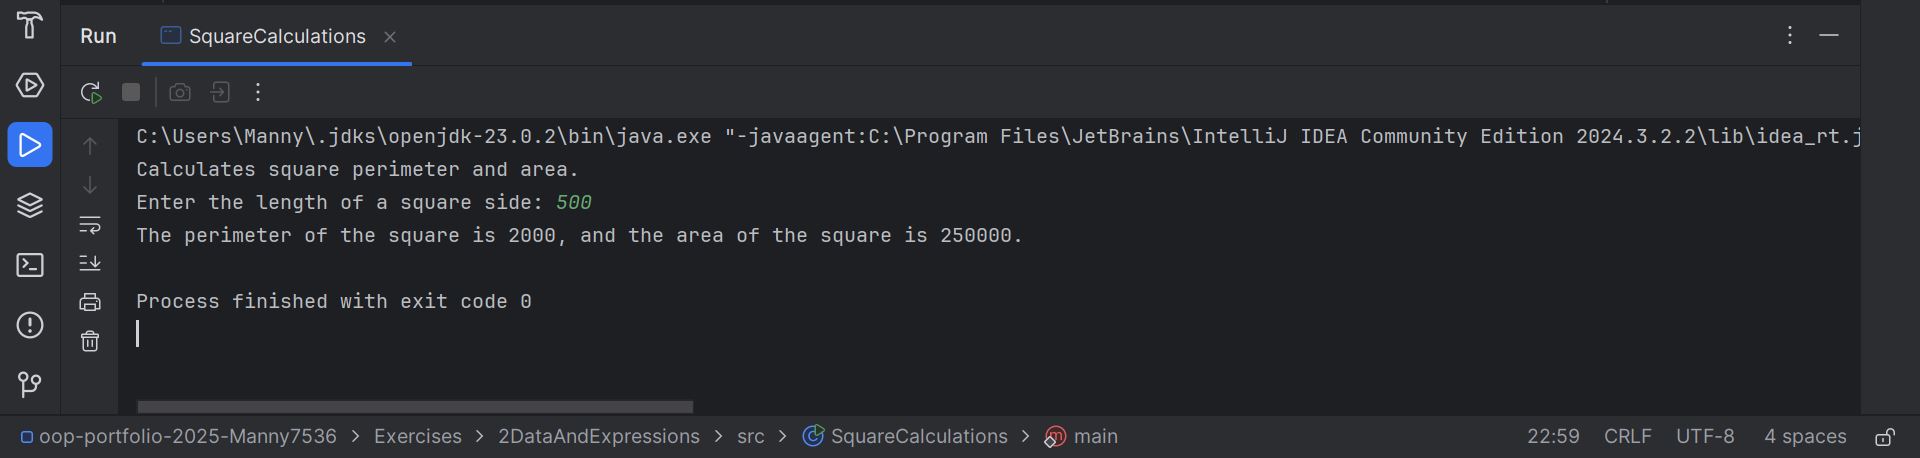 Run SquareCalculations
C:\Users\Manny\.jdks\openjdk-23.0.2\bin\java.exe "-javaagent:C:\Program Files\JetBrains\IntelliJ IDEA Community Edition 2024.3.2.2\lib\idea_rt.j
Calculates square perimeter and area.
Enter the length of a square side: 500
The perimeter of the square is 2000, and the area of the square is 250000.
Process finished with exit code 0
oop-portfolio-2025-Manny7536 > Exercises > 2DataAndExpressions > src > SquareCalculations > main 22:59 CRLF UTF-8 4 spaces